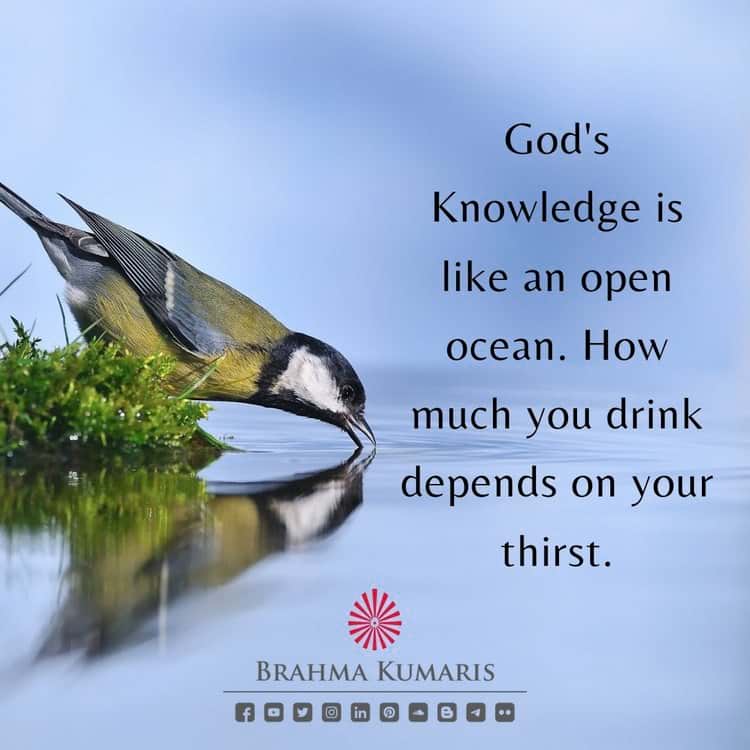 God's
Knowledge is
like an open
ocean. How
much you drink
depends on your
thirst.
BRAHMA KUMARIS